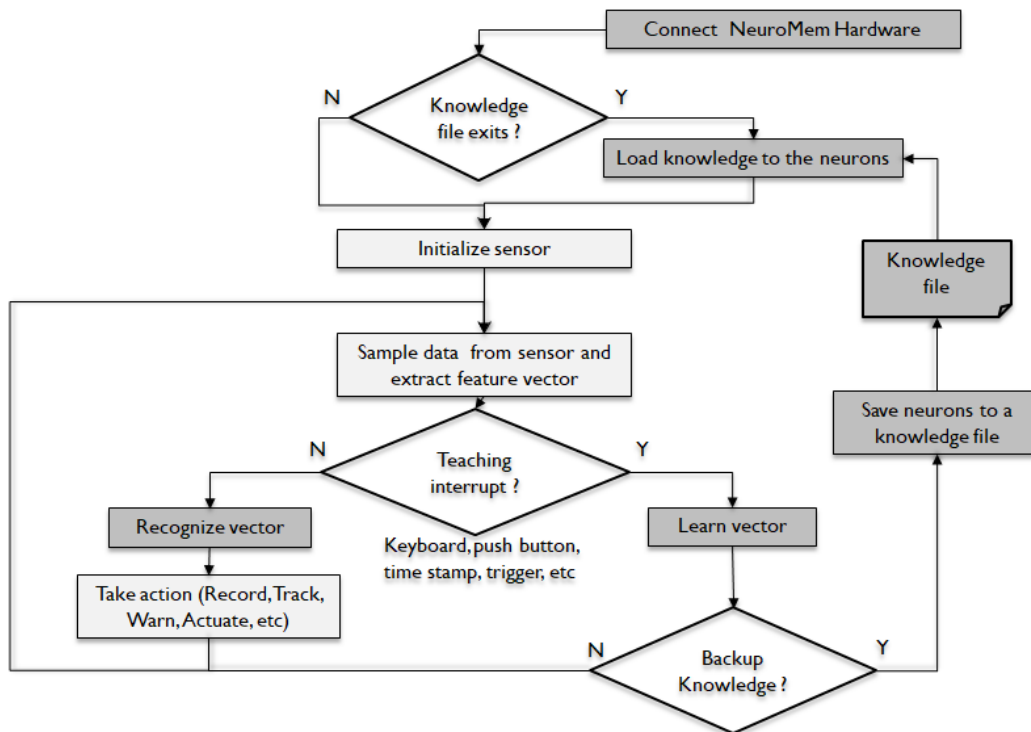 Connect NeuroMem Hardware
N
Y
Knowledge
file exits ?
Load knowledge to the neurons
Initialize sensor
Knowledge
file
Sample data from sensor and
extract feature vector
Save neurons to a
knowledge file
N
Y
Teaching
interrupt ?
Recognize vector
Learn vector
Keyboard, push button,
time stamp, trigger, etc
Take action (Record, Track,
Warn, Actuate, etc)
N
Y
Backup
Knowledge ?